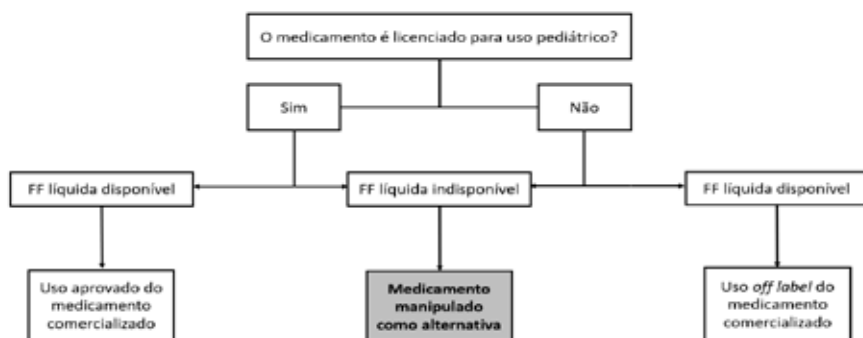 O medicamento é licenciado para uso pediátrico?
Sim
Não
FF líquida disponível
FF líquida indisponível
FF líquida disponível
Uso aprovado do
medicamento
comercializado
Medicamento
manipulado
como alternativa
Uso off label do
medicamento
comercializado